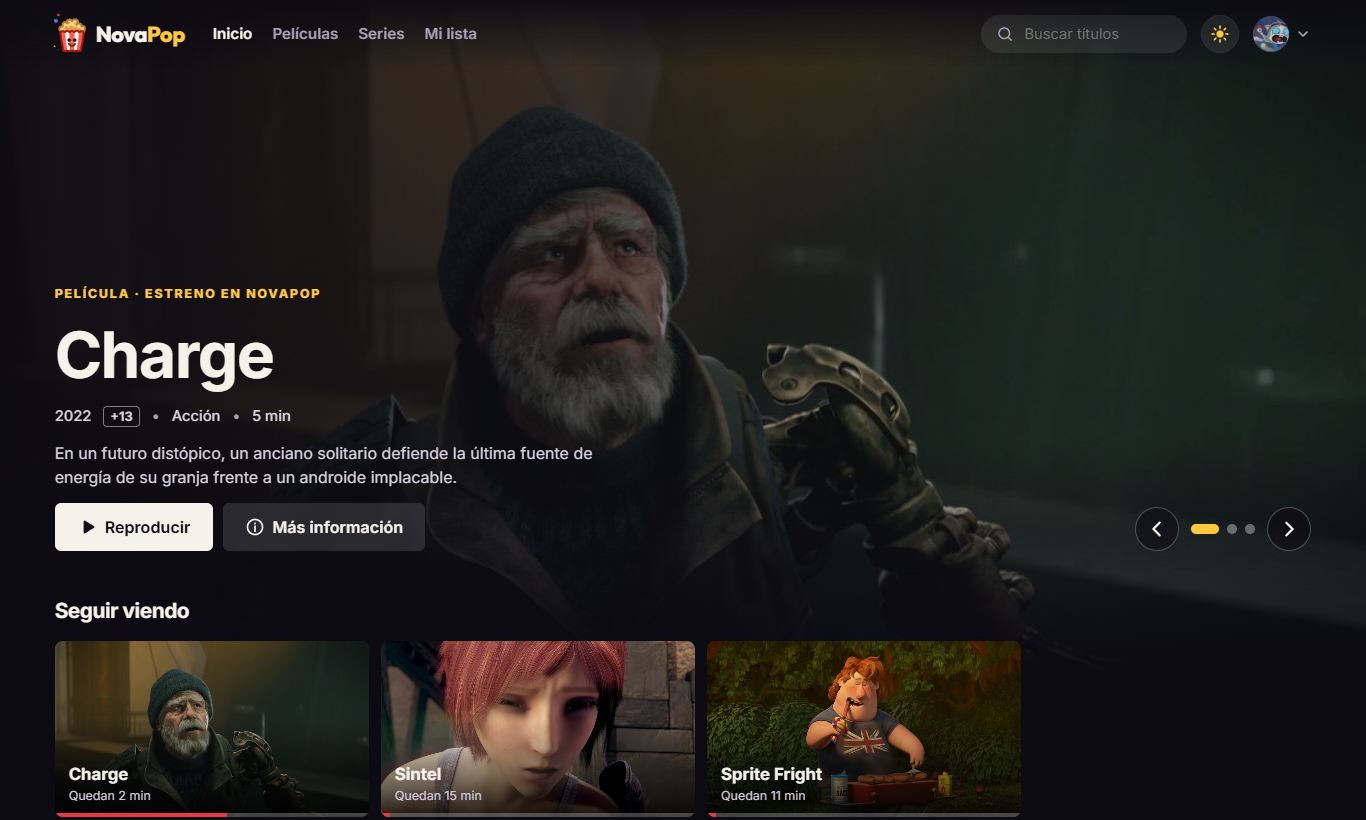 NovaPop Inicio Películas Series Mi lista Buscar títulos
PELÍCULA · ESTRENO EN NOVAPOP
Charge
2022 +13 • Acción • 5 min
En un futuro distópico, un anciano solitario defiende la última fuente de
energía de su granja frente a un androide implacable.
Reproducir Más información
Seguir viendo
Charge
Quedan 2 min
Sintel
Quedan 15 min
Sprite Fright
Quedan 11 min